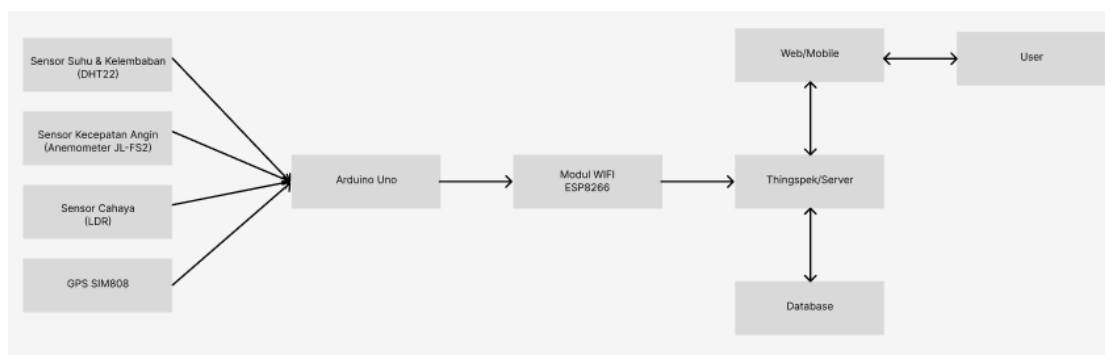 Sensor Suhu & Kelembaban
(DHT22)
Sensor Kecepatan Angin
(Anemometer JL-FS2)
Sensor Cahaya
(LDR)
GPS SIM808
Arduino Uno
Modul WIFI
ESP8266
Web/Mobile
User
Thingspek/Server
Database